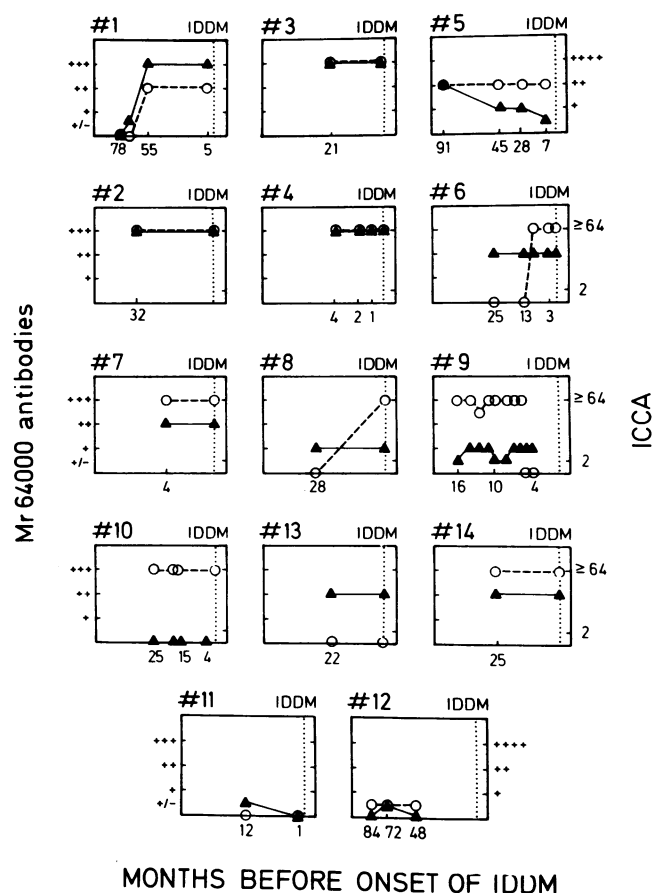 #1 IDDM
#3 IDDM
#5 IDDM
+++
++
+
+/-
++++
++
+
78 55 5
21
91 45 28 7
#2 IDDM
#4 IDDM
#6 IDDM
+++
++
+
≥64
2
32
4 2 1
25 13 3
#7 IDDM
#8 IDDM
#9 IDDM
+++
++
+
+/-
≥64
2
4
28
16 10 4
#10 IDDM
#13 IDDM
#14 IDDM
+++
++
+
≥64
2
25 15 4
22
25
#11 IDDM
#12 IDDM
+++
++
+
+/-
++++
++
+
12 1
84 72 48
Mr 64000 antibodies
ICCA
MONTHS BEFORE ONSET OF IDDM